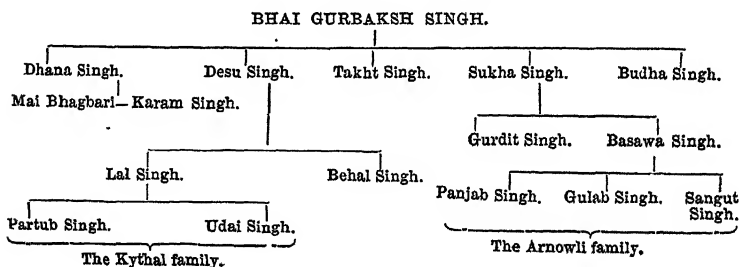 BHAI GURBAKSH SINGH.
Dhana Singh. Desu Singh. Takht Singh. Sukha Singh. Budha Singh.
Mai Bhagbari— Karam Singh.
Gurdit Singh. Basawa Singh.
Lal Singh. Behal Singh.
Panjab Singh. Gulab Singh. Sangut
Singh.
Partub Singh. Udai Singh.
The Arnowli family.
The Kythal family.